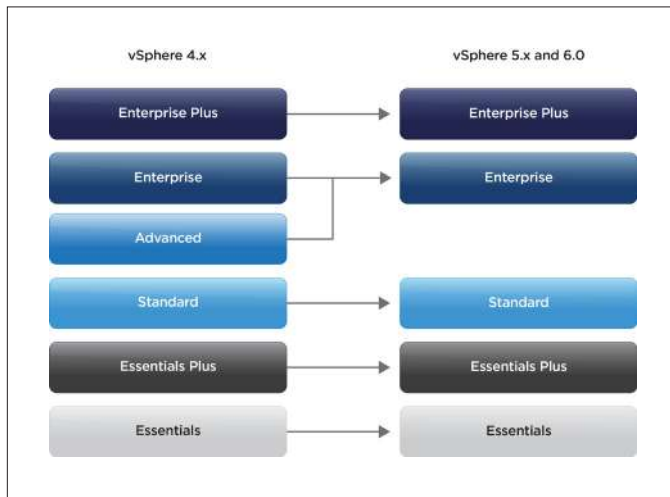 vSphere 4.x
vSphere 5.x and 6.0
Enterprise Plus
Enterprise Plus
Enterprise
Enterprise
Advanced
Standard
Standard
Essentials Plus
Essentials Plus
Essentials
Essentials